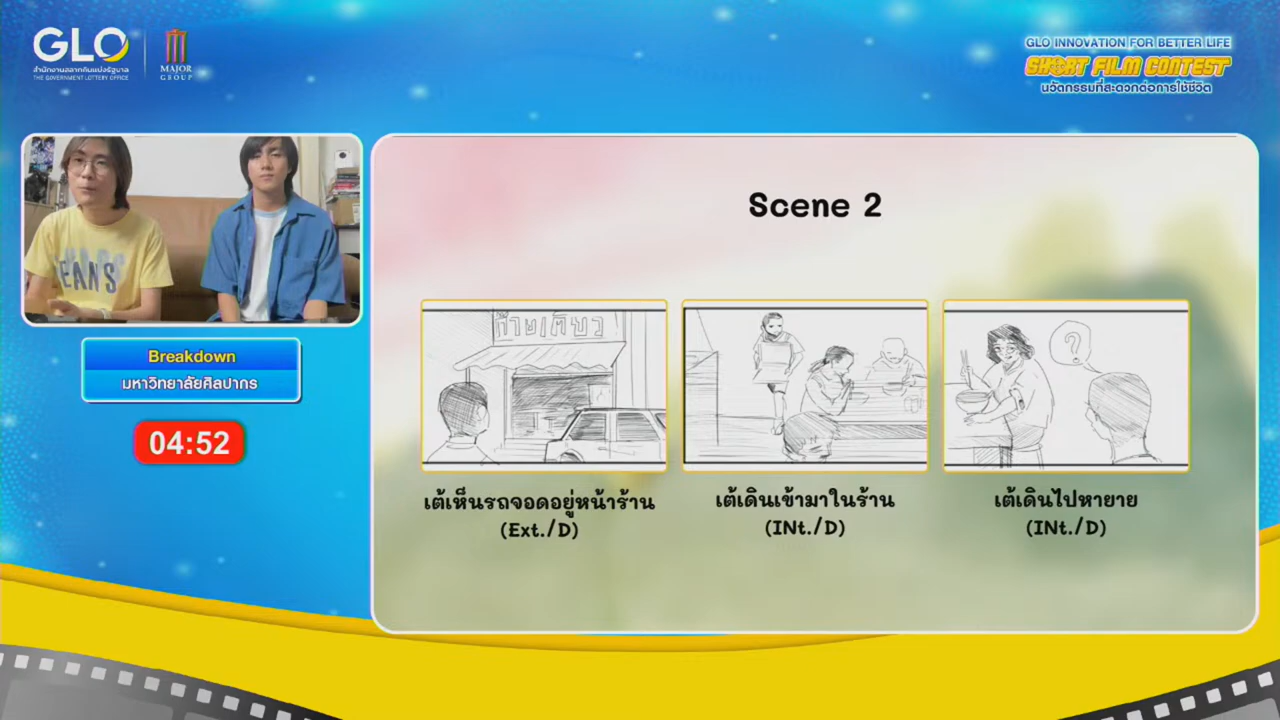 GLO
สำนักงานสลากกินแบ่งรัฐบาล
THE GOVERNMENT LOTTERY OFFICE
MAJOR
GROUP
GLO INNOVATION FOR BETTER LIFE
SHORT FILM CONTEST
นวัตกรรมที่สะดวกต่อการใช้ชีวิต
Breakdown
มหาวิทยาลัยศิลปากร
04:52
Scene 2
ก๋วยเตี๋ยว
?
เต้เห็นรถจอดอยู่หน้าร้าน
(Ext./D)
เต้เดินเข้ามาในร้าน
(INt./D)
เต้เดินไปหายาย
(INt./D)